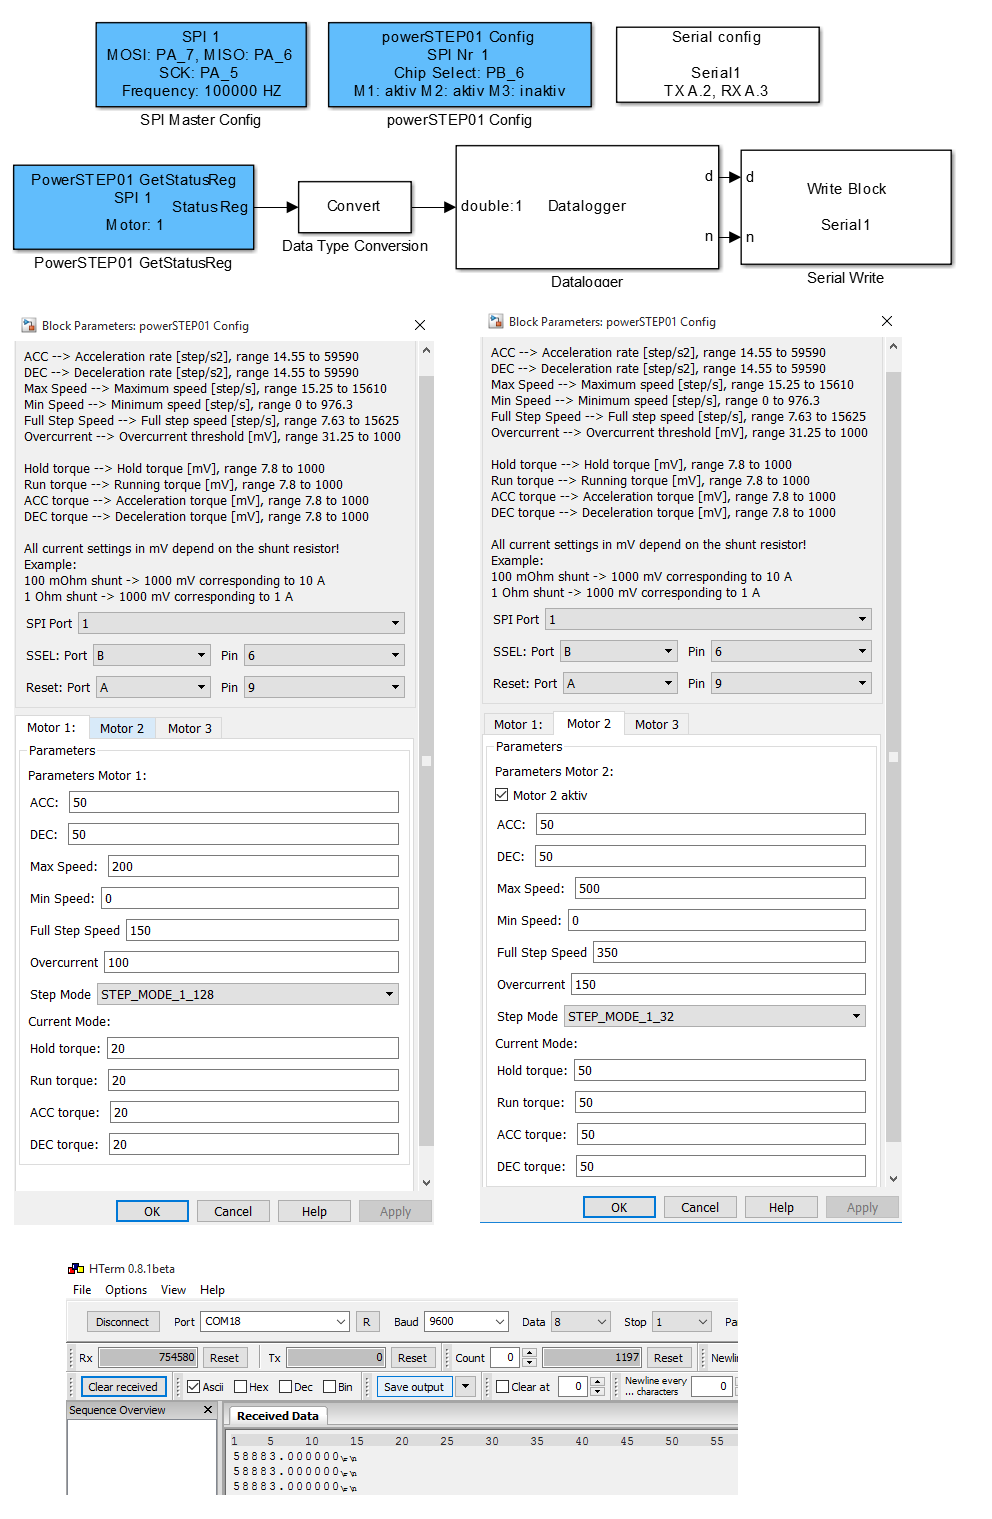 SPI 1
MOSI: PA_7, MISO: PA_6
SCK: PA_5
Frequency: 100000 HZ
SPI Master Config
powerSTEP01 Config
SPI Nr 1
Chip Select: PB_6
M1: aktiv M2: aktiv M3: inaktiv
powerSTEP01 Config
Serial config
Serial1
TX A.2, RX A.3
PowerSTEP01 GetStatusReg
SPI 1
StatusReg
Motor: 1
PowerSTEP01 GetStatusReg
Convert
Data Type Conversion
double:1
Datalogger
d
n
Datalogger
d
Write Block
Serial1
n
Serial Write
Block Parameters: powerSTEP01 Config
ACC --> Acceleration rate [step/s2], range 14.55 to 59590
DEC --> Deceleration rate [step/s2], range 14.55 to 59590
Max Speed --> Maximum speed [step/s], range 15.25 to 15610
Min Speed --> Minimum speed [step/s], range 0 to 976.3
Full Step Speed --> Full step speed [step/s], range 7.63 to 15625
Overcurrent --> Overcurrent threshold [mV], range 31.25 to 1000
Hold torque --> Hold torque [mV], range 7.8 to 1000
Run torque --> Running torque [mV], range 7.8 to 1000
ACC torque --> Acceleration torque [mV], range 7.8 to 1000
DEC torque --> Deceleration torque [mV], range 7.8 to 1000
All current settings in mV depend on the shunt resistor!
Example:
100 mOhm shunt -> 1000 mV corresponding to 10 A
1 Ohm shunt -> 1000 mV corresponding to 1 A
SPI Port 1
SSEL: Port B Pin 6
Reset: Port A Pin 9
Motor 1: Motor 2 Motor 3
Parameters
Parameters Motor 1:
ACC: 50
DEC: 50
Max Speed: 200
Min Speed: 0
Full Step Speed 150
Overcurrent 100
Step Mode STEP_MODE_1_128
Current Mode:
Hold torque: 20
Run torque: 20
ACC torque: 20
DEC torque: 20
OK Cancel Help Apply
Block Parameters: powerSTEP01 Config
ACC --> Acceleration rate [step/s2], range 14.55 to 59590
DEC --> Deceleration rate [step/s2], range 14.55 to 59590
Max Speed --> Maximum speed [step/s], range 15.25 to 15610
Min Speed --> Minimum speed [step/s], range 0 to 976.3
Full Step Speed --> Full step speed [step/s], range 7.63 to 15625
Overcurrent --> Overcurrent threshold [mV], range 31.25 to 1000
Hold torque --> Hold torque [mV], range 7.8 to 1000
Run torque --> Running torque [mV], range 7.8 to 1000
ACC torque --> Acceleration torque [mV], range 7.8 to 1000
DEC torque --> Deceleration torque [mV], range 7.8 to 1000
All current settings in mV depend on the shunt resistor!
Example:
100 mOhm shunt -> 1000 mV corresponding to 10 A
1 Ohm shunt -> 1000 mV corresponding to 1 A
SPI Port 1
SSEL: Port B Pin 6
Reset: Port A Pin 9
Motor 1: Motor 2 Motor 3
Parameters
Parameters Motor 2:
Motor 2 aktiv
ACC: 50
DEC: 50
Max Speed: 500
Min Speed: 0
Full Step Speed 350
Overcurrent 150
Step Mode STEP_MODE_1_32
Current Mode:
Hold torque: 50
Run torque: 50
ACC torque: 50
DEC torque: 50
OK Cancel Help Apply
HTerm 0.8.1beta
File Options View Help
Disconnect Port COM18 R Baud 9600 Data 8 Stop 1 Pa
Rx 754580 Reset Tx 0 Reset Count 0 1197 Reset Newli
Clear received Ascii Hex Dec Bin Save output Clear at 0 Newline every ... characters 0
Sequence Overview
Received Data
1 5 10 15 20 25 30 35 40 45 50 55
58883.000000\r\n
58883.000000\r\n
58883.000000\r\n